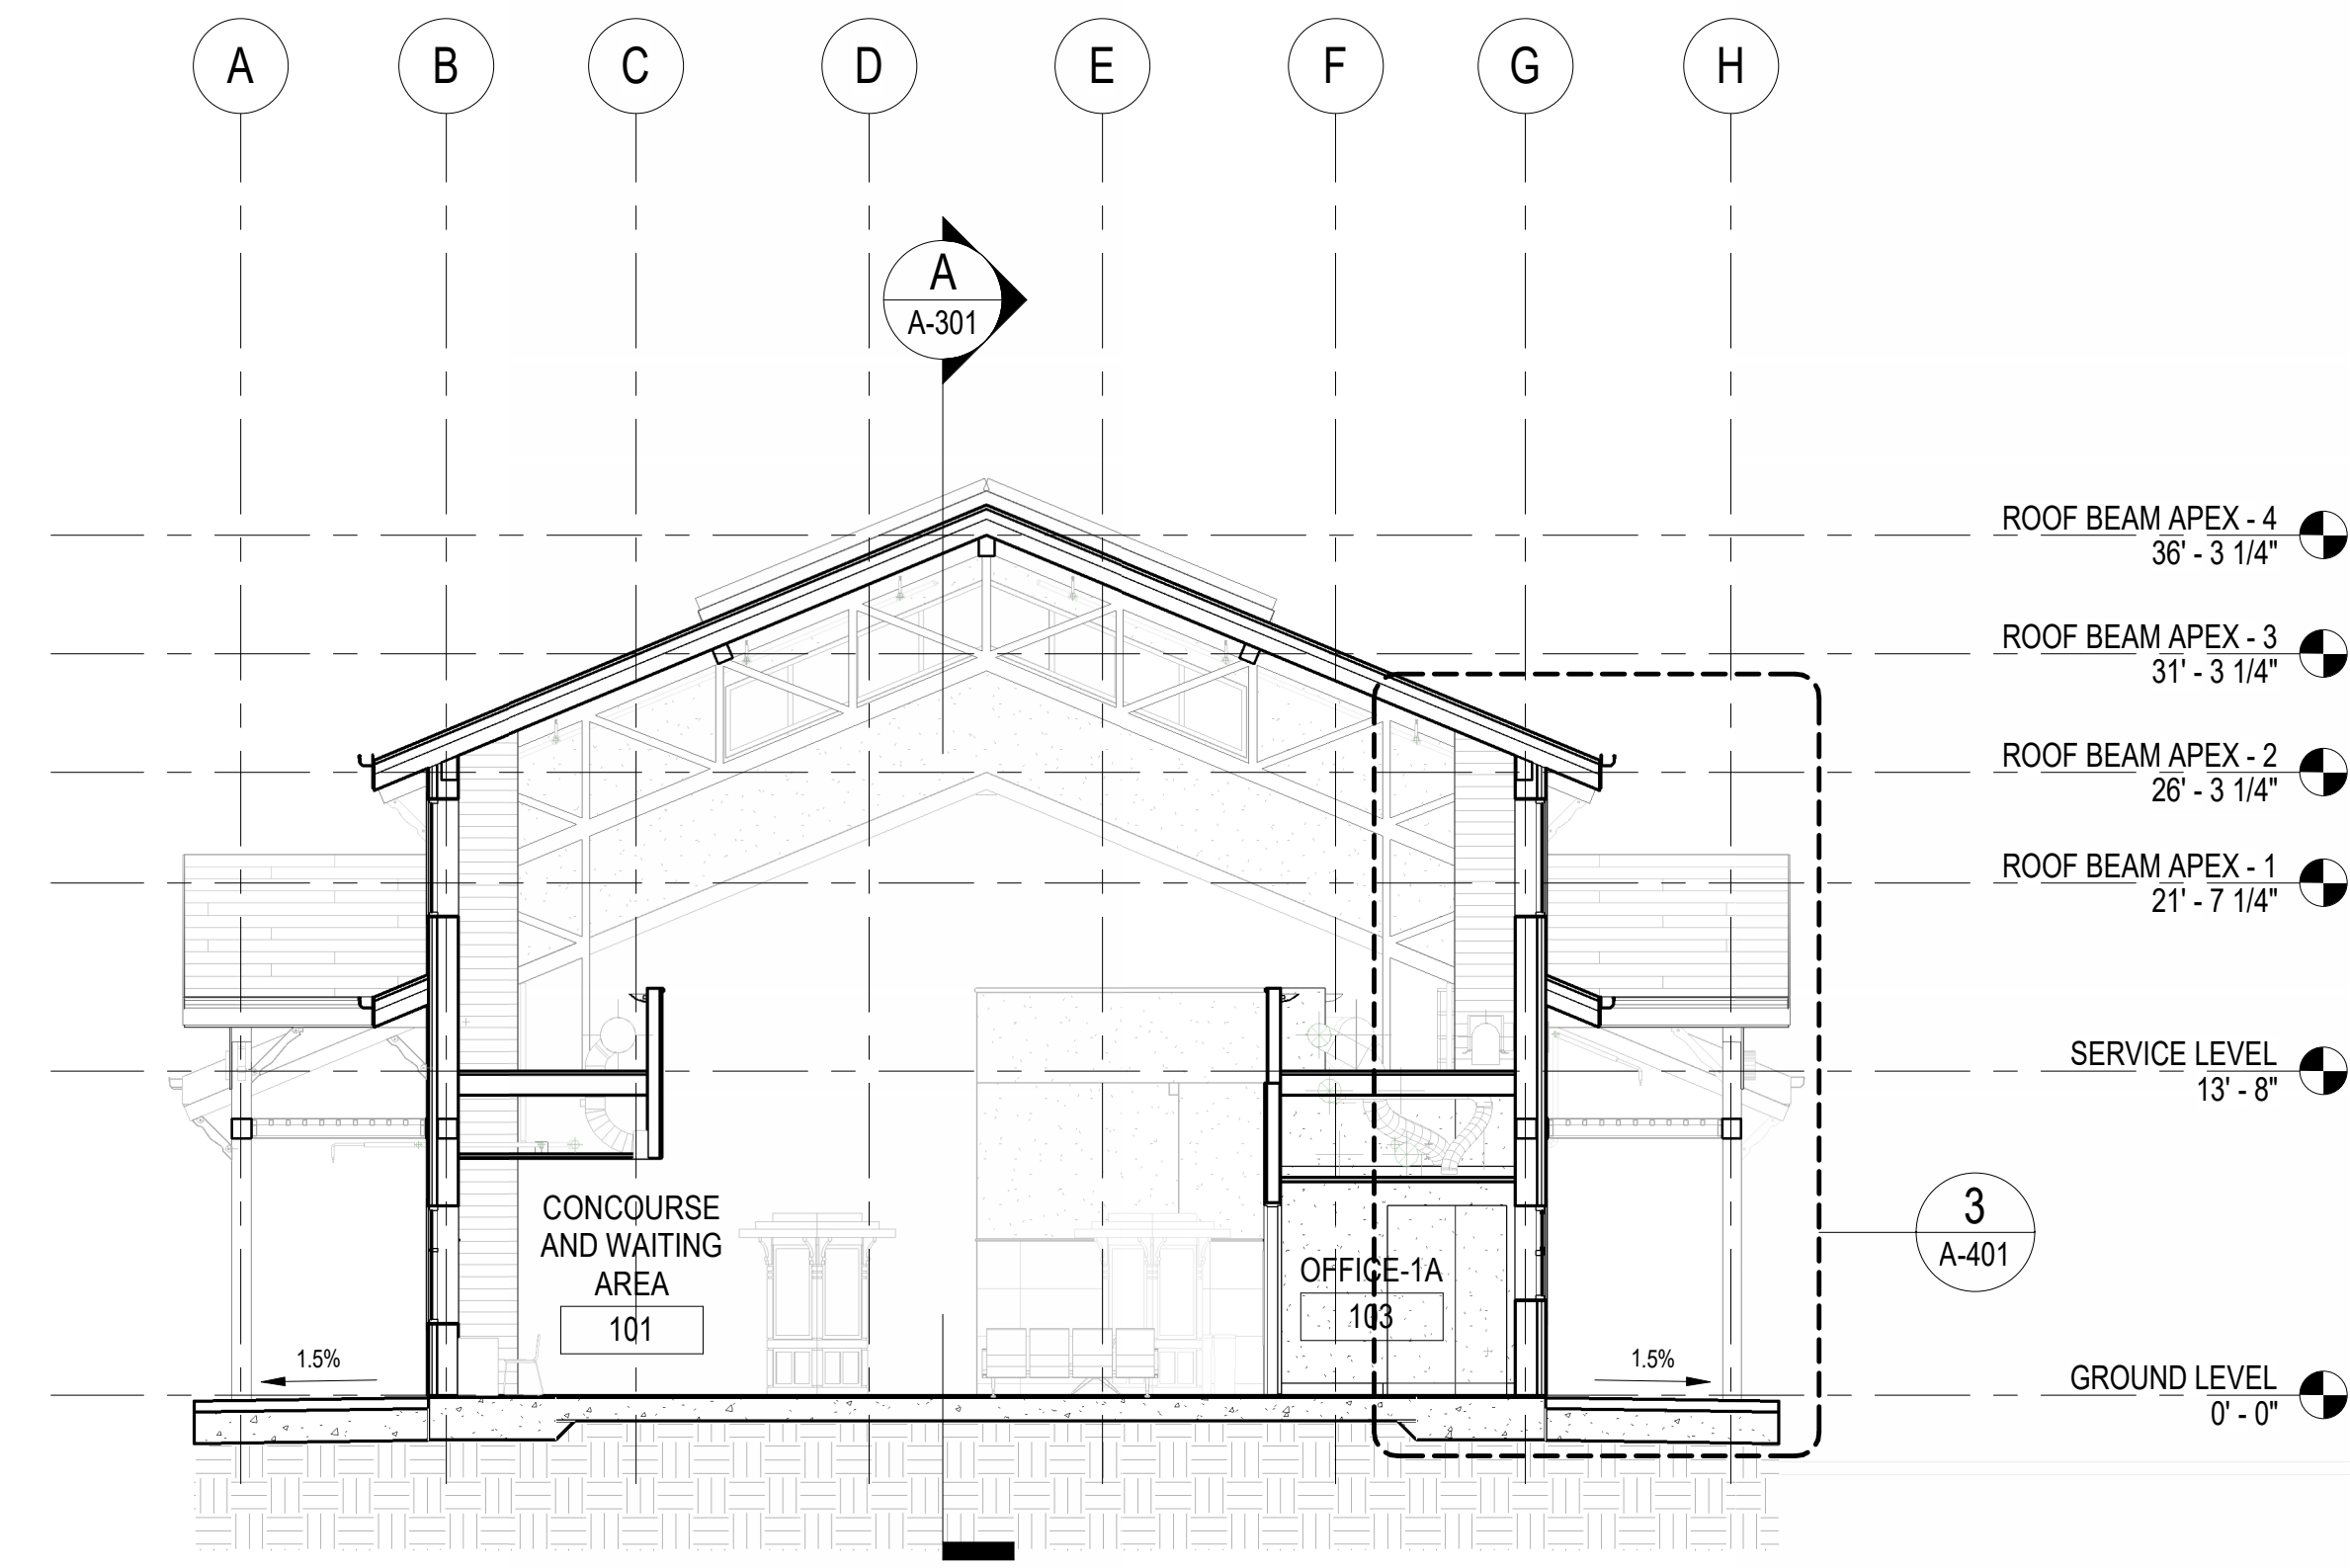 A B C D E F G H
A
A-301
ROOF BEAM APEX - 4
36' - 3 1/4"
ROOF BEAM APEX - 3
31' - 3 1/4"
ROOF BEAM APEX - 2
26' - 3 1/4"
ROOF BEAM APEX - 1
21' - 7 1/4"
SERVICE LEVEL
13' - 8"
CONCOURSE
AND WAITING
AREA
101
OFFICE-1A
103
3
A-401
1.5%
1.5%
GROUND LEVEL
0' - 0"